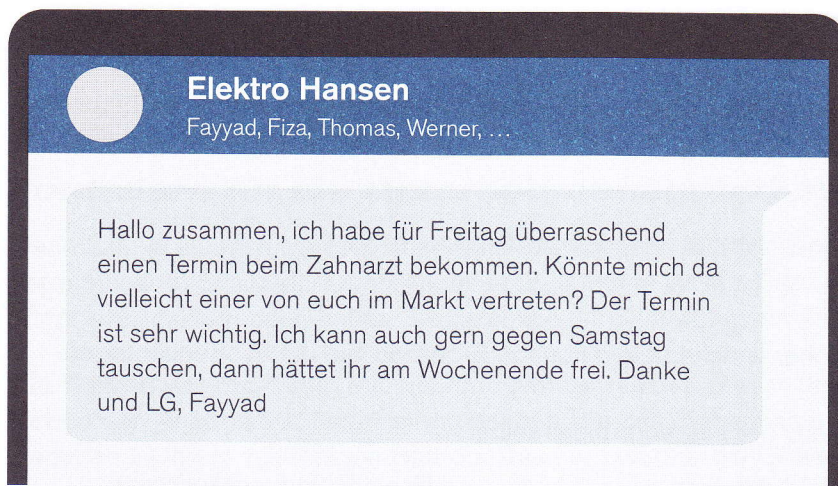 Elektro Hansen
Fayyad, Fiza, Thomas, Werner, …
Hallo zusammen, ich habe für Freitag überraschend
einen Termin beim Zahnarzt bekommen. Könnte mich da
vielleicht einer von euch im Markt vertreten? Der Termin
ist sehr wichtig. Ich kann auch gern gegen Samstag
tauschen, dann hättet ihr am Wochenende frei. Danke
und LG, Fayyad